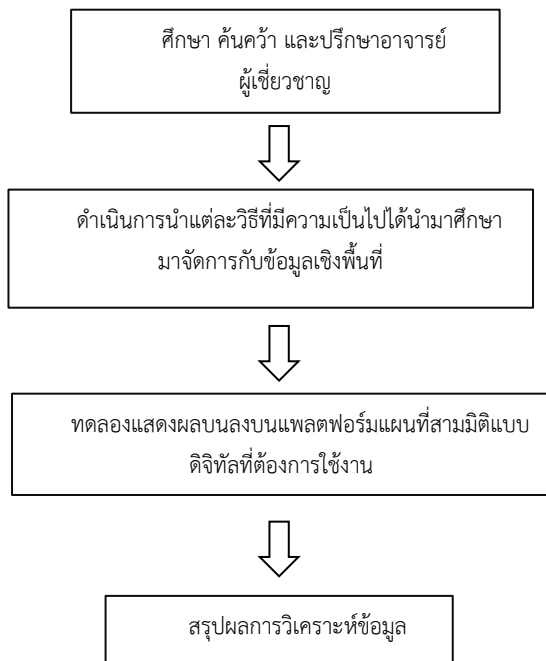 ศึกษา ค้นคว้า และปรึกษาอาจารย์
ผู้เชี่ยวชาญ
ดำเนินการนำแต่ละวิธีที่มีความเป็นไปได้นำมาศึกษา
มาจัดการกับข้อมูลเชิงพื้นที่
ทดลองแสดงผลบนลงบนแพลตฟอร์มแผนที่สามมิติแบบ
ดิจิทัลที่ต้องการใช้งาน
สรุปผลการวิเคราะห์ข้อมูล